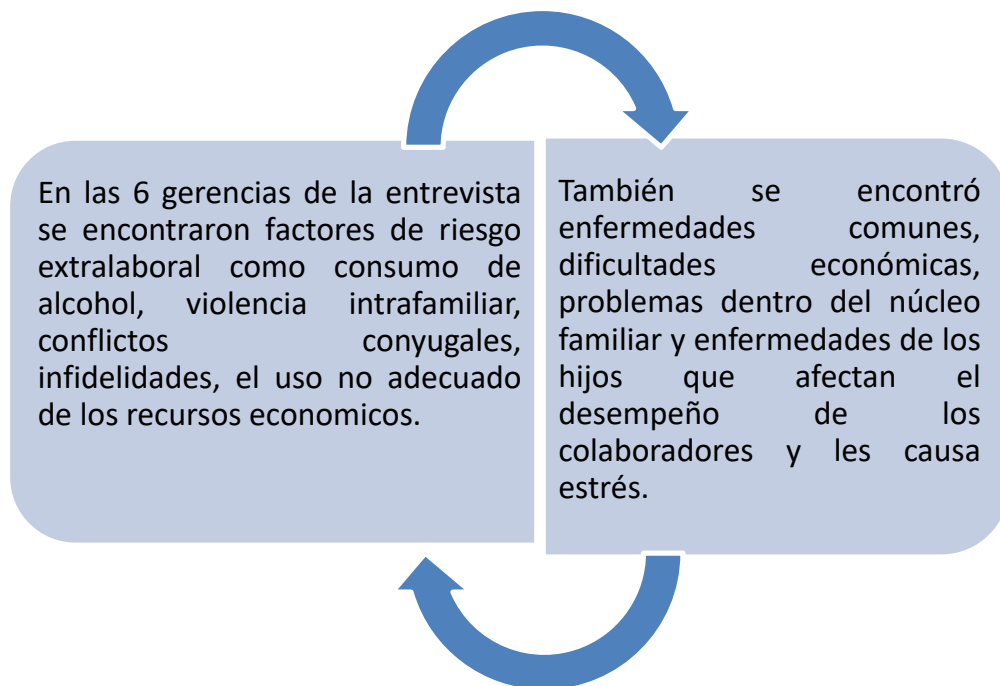 En las 6 gerencias de la entrevista
se encontraron factores de riesgo
extralaboral como consumo de
alcohol, violencia intrafamiliar,
conflictos conyugales,
infidelidades, el uso no adecuado
de los recursos economicos.
También se encontró
enfermedades comunes,
dificultades económicas,
problemas dentro del núcleo
familiar y enfermedades de los
hijos que afectan el
desempeño de los
colaboradores y les causa
estrés.